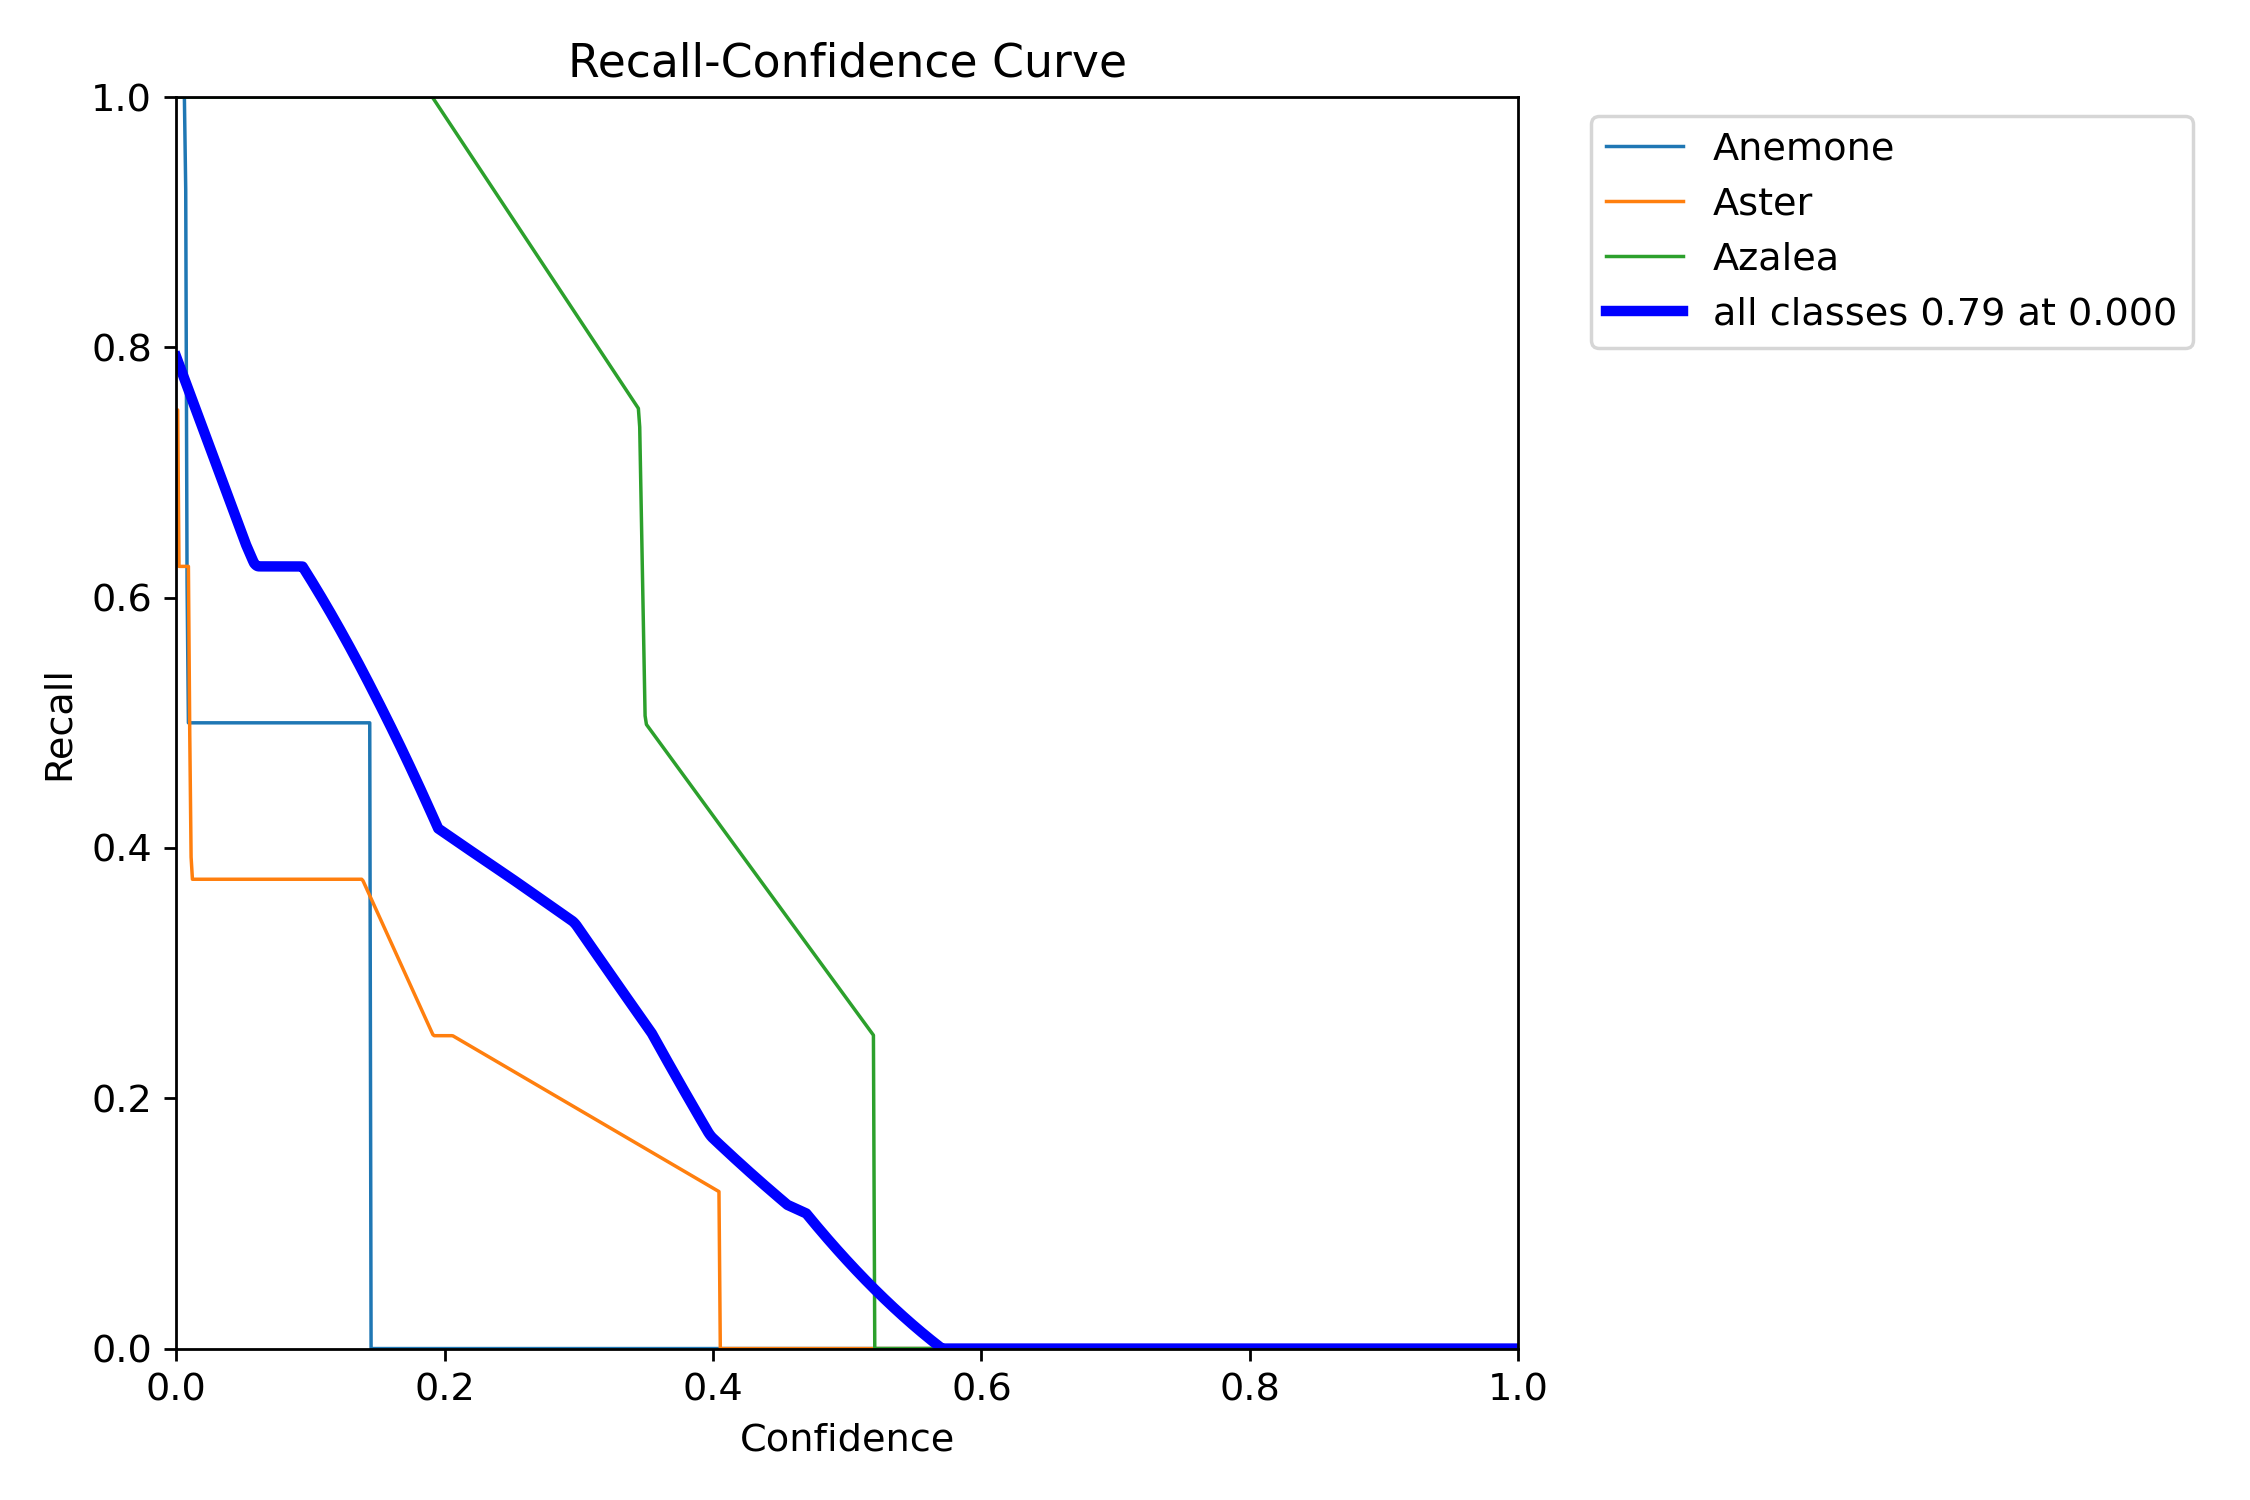 Recall-Confidence Curve
1.0
0.8
0.6
0.4
0.2
0.0
Recall
0.0 0.2 0.4 0.6 0.8 1.0
Confidence
Anemone
Aster
Azalea
all classes 0.79 at 0.000